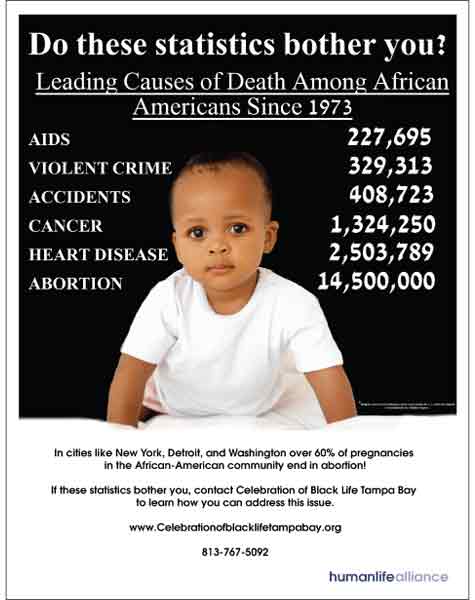 Do these statistics bother you?
Leading Causes of Death Among African
Americans Since 1973
AIDS 227,695
VIOLENT CRIME 329,313
ACCIDENTS 408,723
CANCER 1,324,250
HEART DISEASE 2,503,789
ABORTION 14,500,000
In cities like New York, Detroit, and Washington over 60% of pregnancies
in the African-American community end in abortion!
If these statistics bother you, contact Celebration of Black Life Tampa Bay
to learn how you can address this issue.
www.Celebrationofblacklifetampabay.org
813-767-5092
humanlifealliance